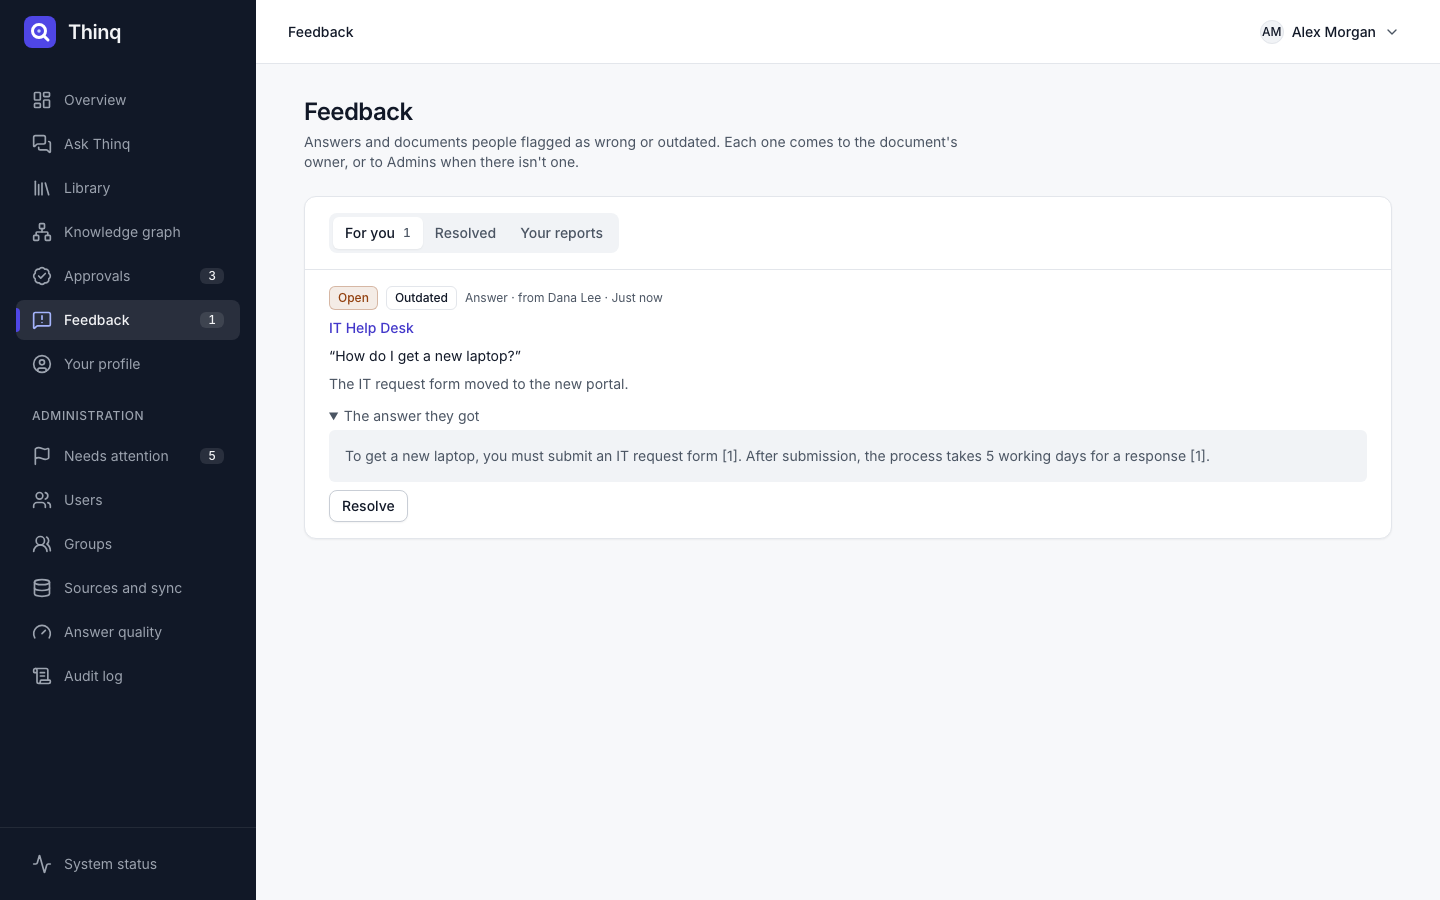 Thinq
Feedback
AM Alex Morgan
Overview
Ask Thinq
Library
Knowledge graph
Approvals 3
Feedback 1
Your profile
ADMINISTRATION
Needs attention 5
Users
Groups
Sources and sync
Answer quality
Audit log
System status
Feedback
Answers and documents people flagged as wrong or outdated. Each one comes to the document's
owner, or to Admins when there isn't one.
For you 1 Resolved Your reports
Open Outdated Answer · from Dana Lee · Just now
IT Help Desk
“How do I get a new laptop?”
The IT request form moved to the new portal.
The answer they got
To get a new laptop, you must submit an IT request form [1]. After submission, the process takes 5 working days for a response [1].
Resolve